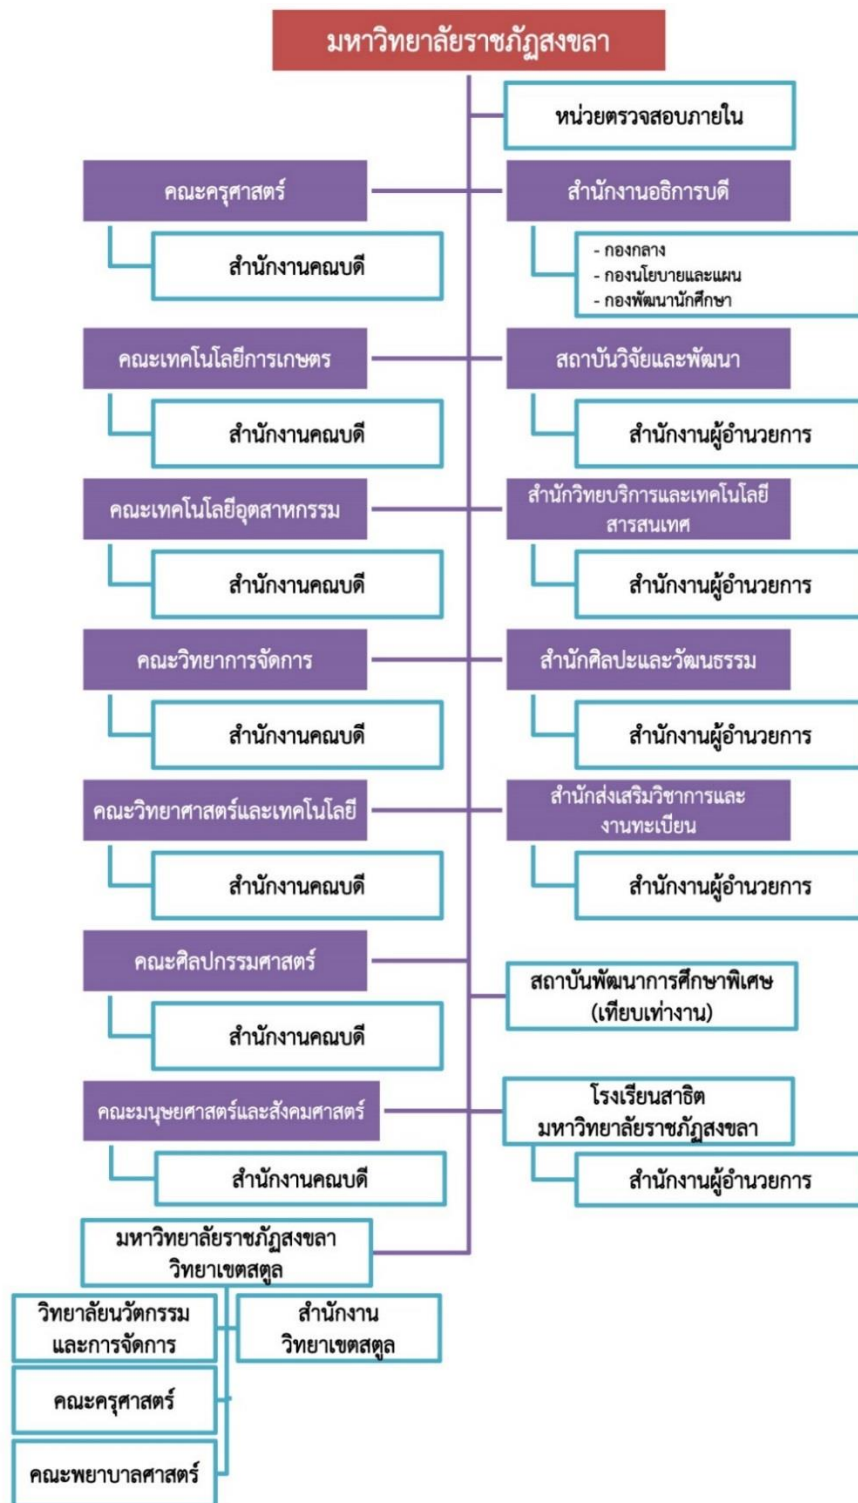 มหาวิทยาลัยราชภัฏสงขลา
หน่วยตรวจสอบภายใน
คณะครุศาสตร์
สำนักงานอธิการบดี
สำนักงานคณบดี
- กองกลาง
- กองนโยบายและแผน
- กองพัฒนานักศึกษา
คณะเทคโนโลยีการเกษตร
สถาบันวิจัยและพัฒนา
สำนักงานคณบดี
สำนักงานผู้อำนวยการ
คณะเทคโนโลยีอุตสาหกรรม
สำนักวิทยบริการและเทคโนโลยี
สารสนเทศ
สำนักงานคณบดี
สำนักงานผู้อำนวยการ
คณะวิทยาการจัดการ
สำนักศิลปะและวัฒนธรรม
สำนักงานคณบดี
สำนักงานผู้อำนวยการ
คณะวิทยาศาสตร์และเทคโนโลยี
สำนักส่งเสริมวิชาการและ
งานทะเบียน
สำนักงานคณบดี
สำนักงานผู้อำนวยการ
คณะศิลปกรรมศาสตร์
สถาบันพัฒนาการศึกษาพิเศษ
(เทียบเท่างาน)
สำนักงานคณบดี
คณะมนุษยศาสตร์และสังคมศาสตร์
โรงเรียนสาธิต
มหาวิทยาลัยราชภัฏสงขลา
สำนักงานคณบดี
สำนักงานผู้อำนวยการ
มหาวิทยาลัยราชภัฏสงขลา
วิทยาเขตสตูล
วิทยาลัยนวัตกรรม
และการจัดการ
สำนักงาน
วิทยาเขตสตูล
คณะครุศาสตร์
คณะพยาบาลศาสตร์